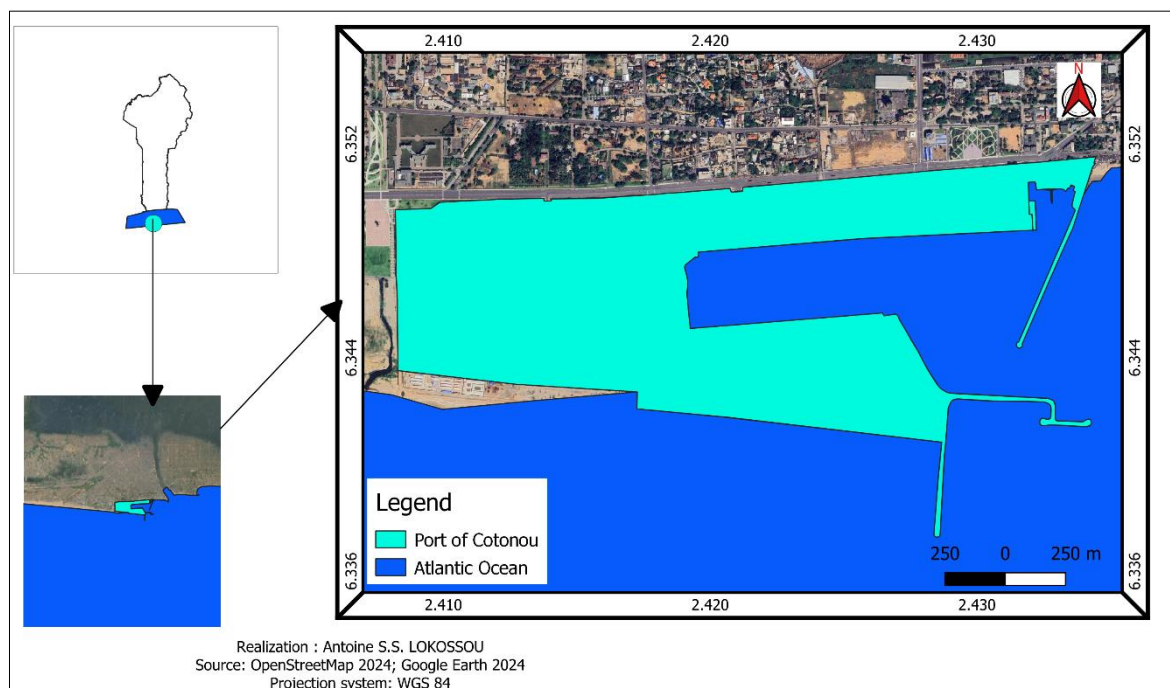 2.410 2.420 2.430
N
6.352 6.352
6.344 6.344
Legend
Port of Cotonou
Atlantic Ocean
250 0 250 m
6.336 6.336
2.410 2.420 2.430
Realization : Antoine S.S. LOKOSSOU
Source: OpenStreetMap 2024; Google Earth 2024
Projection system: WGS 84